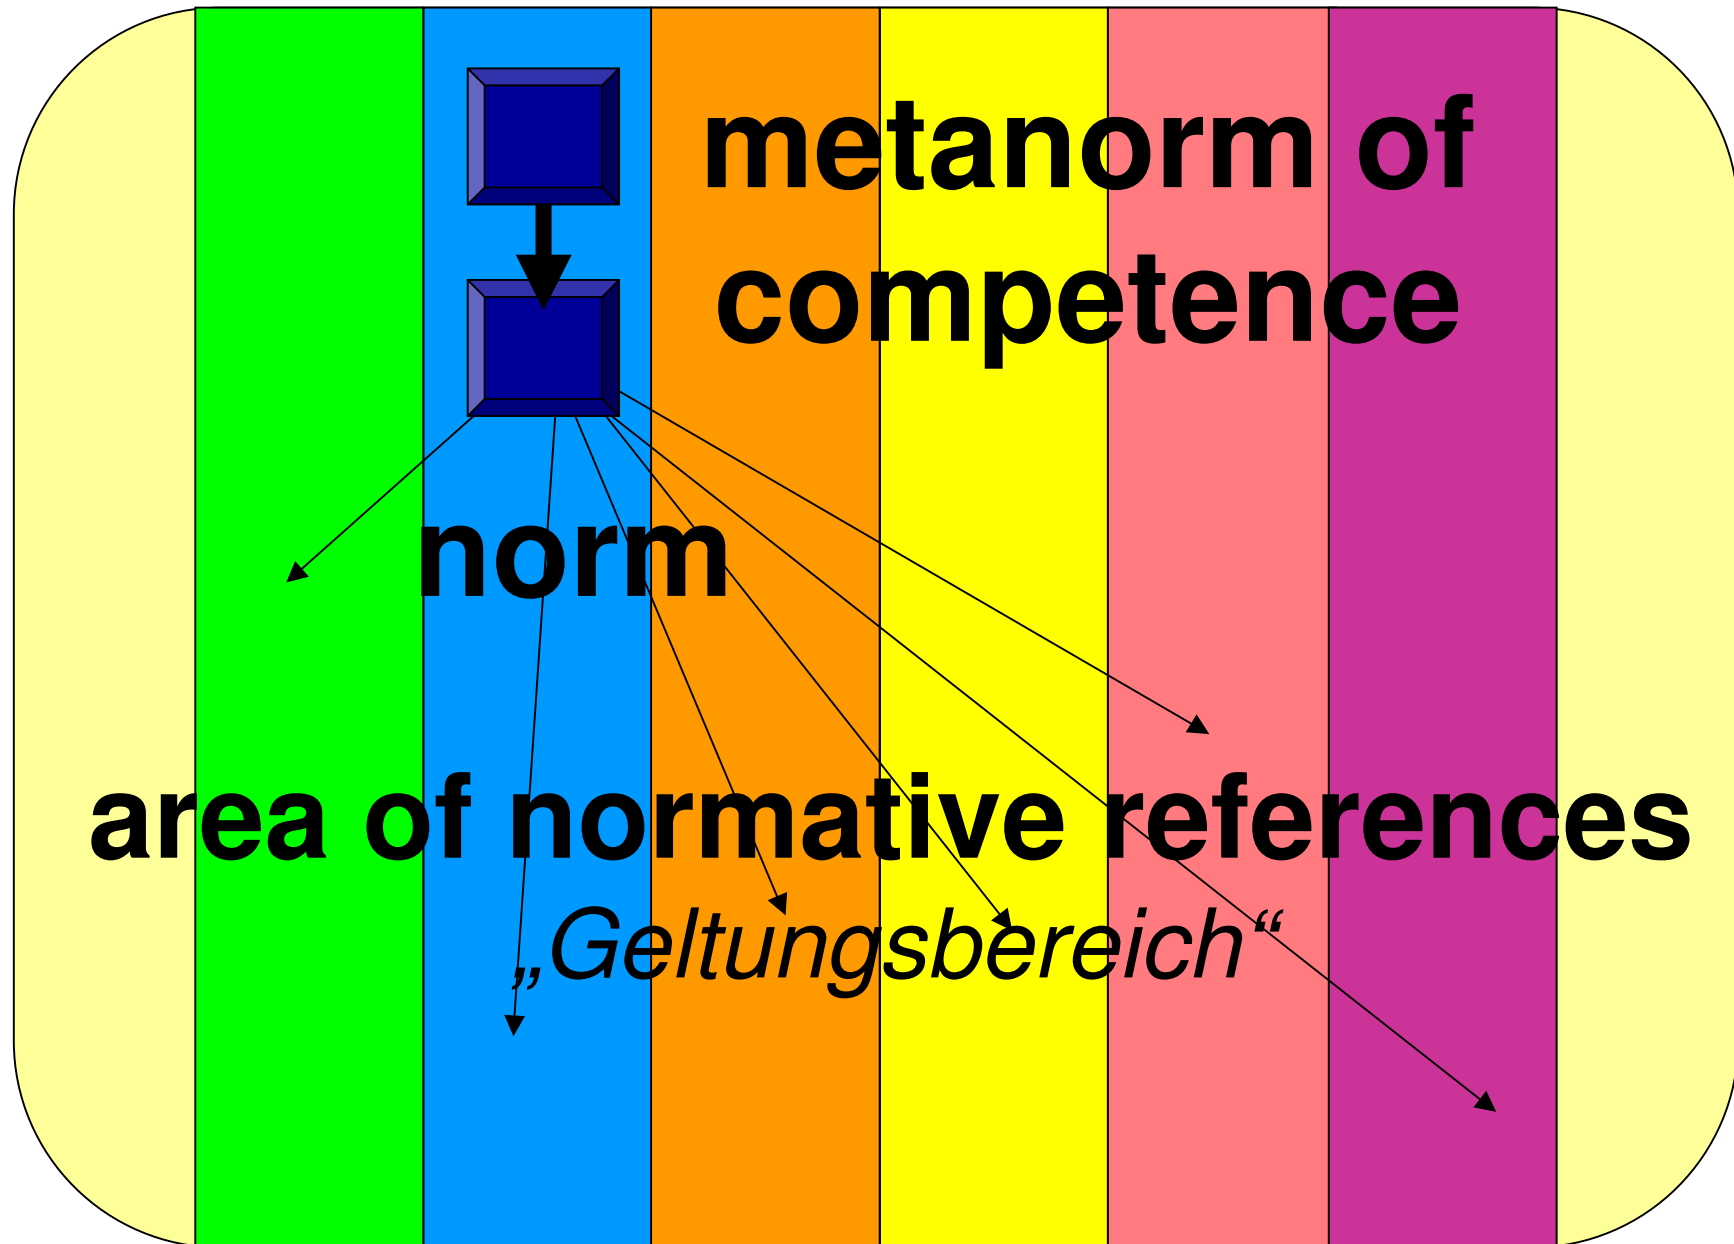 metanorm of
competence
norm
area of normative references
„Geltungsbereich“